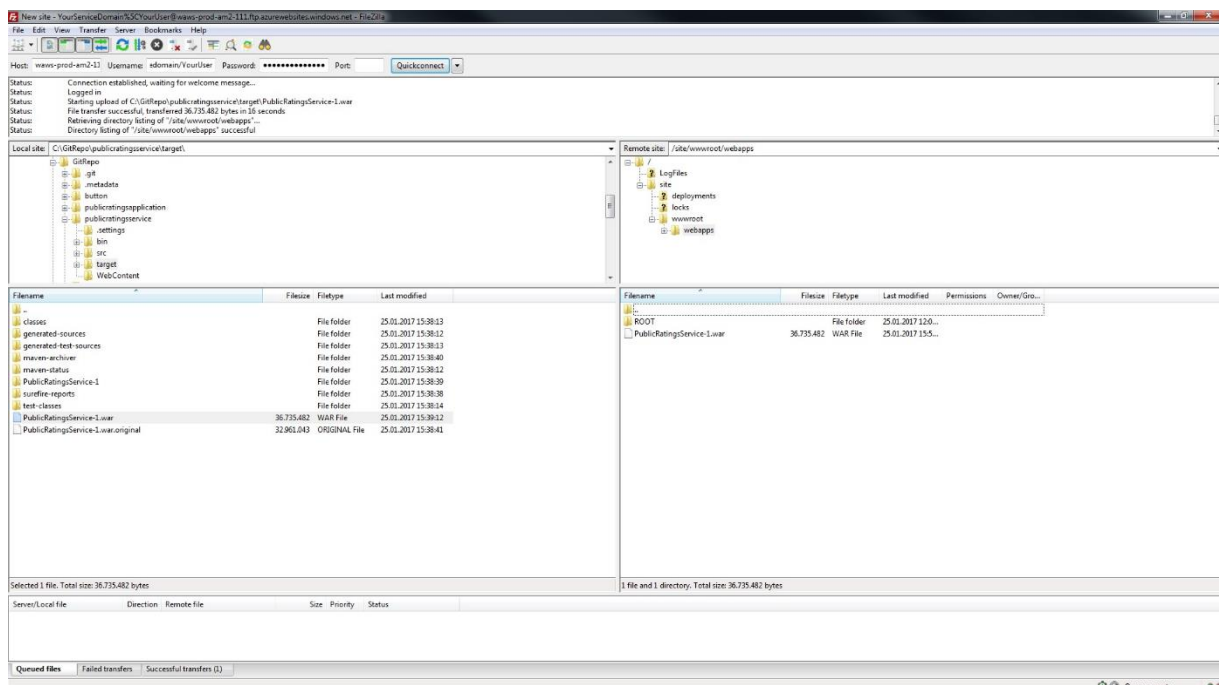 New site - YourServiceDomain%5CYourUser@waws-prod-am2-111.ftp.azurewebsites.windows.net - FileZilla
File Edit View Transfer Server Bookmarks Help
Host: waws-prod-am2-11 Username: sdomain/YourUser Password: •••••••••••••• Port: Quickconnect
Status: Connection established, waiting for welcome message...
Status: Logged in
Status: Starting upload of C:\GitRepo\publicratingsservice\target\PublicRatingsService-1.war
Status: File transfer successful, transferred 36.735.482 bytes in 16 seconds
Status: Retrieving directory listing of "/site/wwwroot/webapps"...
Status: Directory listing of "/site/wwwroot/webapps" successful
Local site: C:\GitRepo\publicratingsservice\target\
GitRepo
.git
.metadata
button
publicratingsapplication
publicratingsservice
.settings
bin
src
target
WebContent
Remote site: /site/wwwroot/webapps
/
LogFiles
site
deployments
locks
wwwroot
webapps
Filename Filesize Filetype Last modified
..
classes File folder 25.01.2017 15:38:13
generated-sources File folder 25.01.2017 15:38:12
generated-test-sources File folder 25.01.2017 15:38:13
maven-archiver File folder 25.01.2017 15:38:40
maven-status File folder 25.01.2017 15:38:12
PublicRatingsService-1 File folder 25.01.2017 15:38:39
surefire-reports File folder 25.01.2017 15:38:38
test-classes File folder 25.01.2017 15:38:14
PublicRatingsService-1.war 36.735.482 WAR File 25.01.2017 15:39:12
PublicRatingsService-1.war.original 32.961.043 ORIGINAL File 25.01.2017 15:38:41
Selected 1 file. Total size: 36.735.482 bytes
Filename Filesize Filetype Last modified Permissions Owner/Gro...
..
ROOT File folder 25.01.2017 12:0...
PublicRatingsService-1.war 36.735.482 WAR File 25.01.2017 15:5...
1 file and 1 directory. Total size: 36.735.482 bytes
Server/Local file Direction Remote file Size Priority Status
Queued files Failed transfers Successful transfers (1)